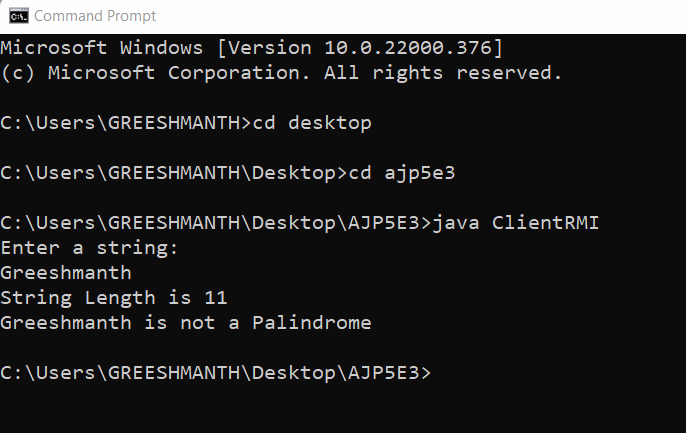 Command Prompt
Microsoft Windows [Version 10.0.22000.376]
(c) Microsoft Corporation. All rights reserved.
C:\Users\GREESHMANTH>cd desktop
C:\Users\GREESHMANTH\Desktop>cd ajp5e3
C:\Users\GREESHMANTH\Desktop\AJP5E3>java ClientRMI
Enter a string:
Greeshmanth
String Length is 11
Greeshmanth is not a Palindrome
C:\Users\GREESHMANTH\Desktop\AJP5E3>